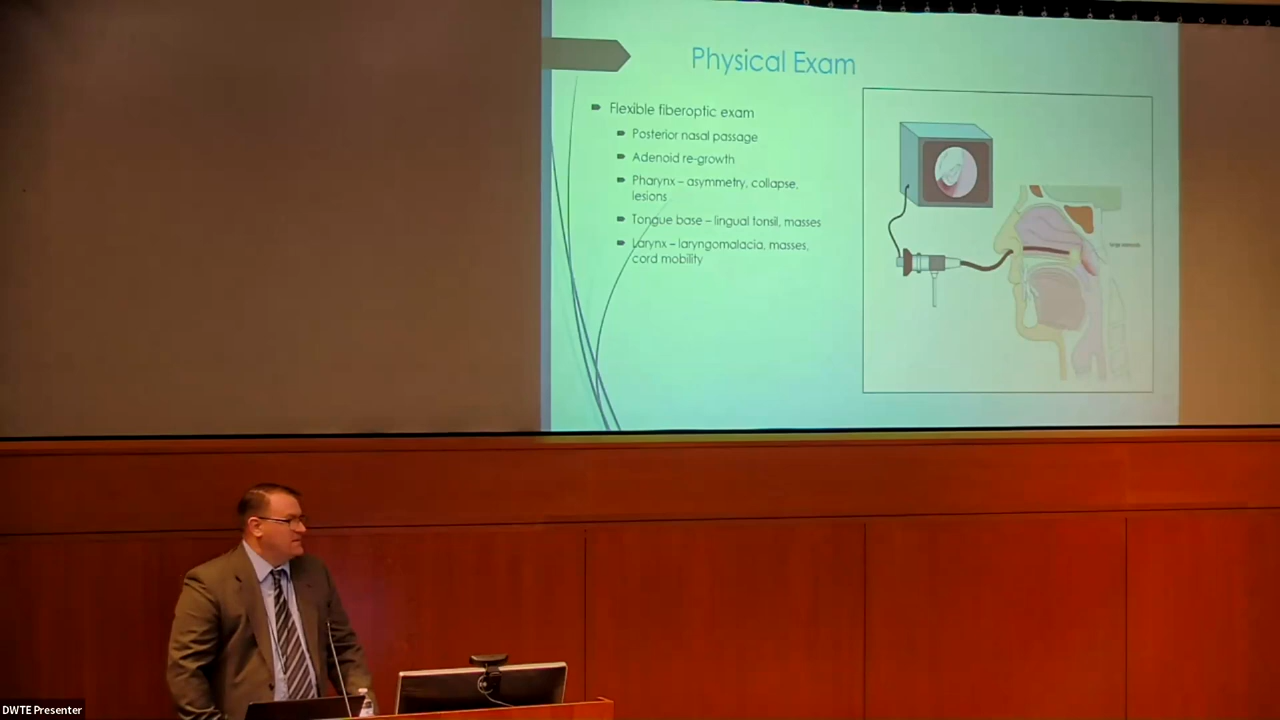 Physical Exam
Flexible fiberoptic exam
Posterior nasal passage
Adenoid re-growth
Pharynx – asymmetry, collapse,
lesions
Tongue base – lingual tonsil, masses
Larynx – laryngomalacia, masses,
cord mobility
DWTE Presenter